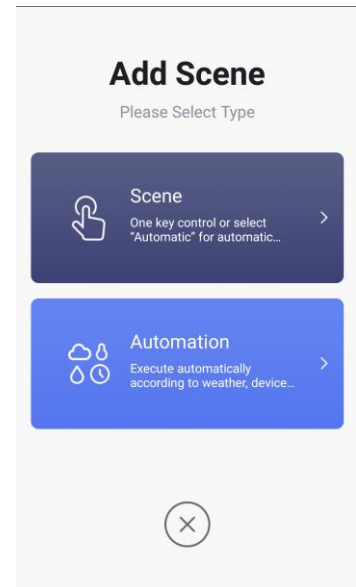 Add Scene
Please Select Type
Scene
One key control or select
“Automatic” for automatic...
Automation
Execute automatically
according to weather, device...